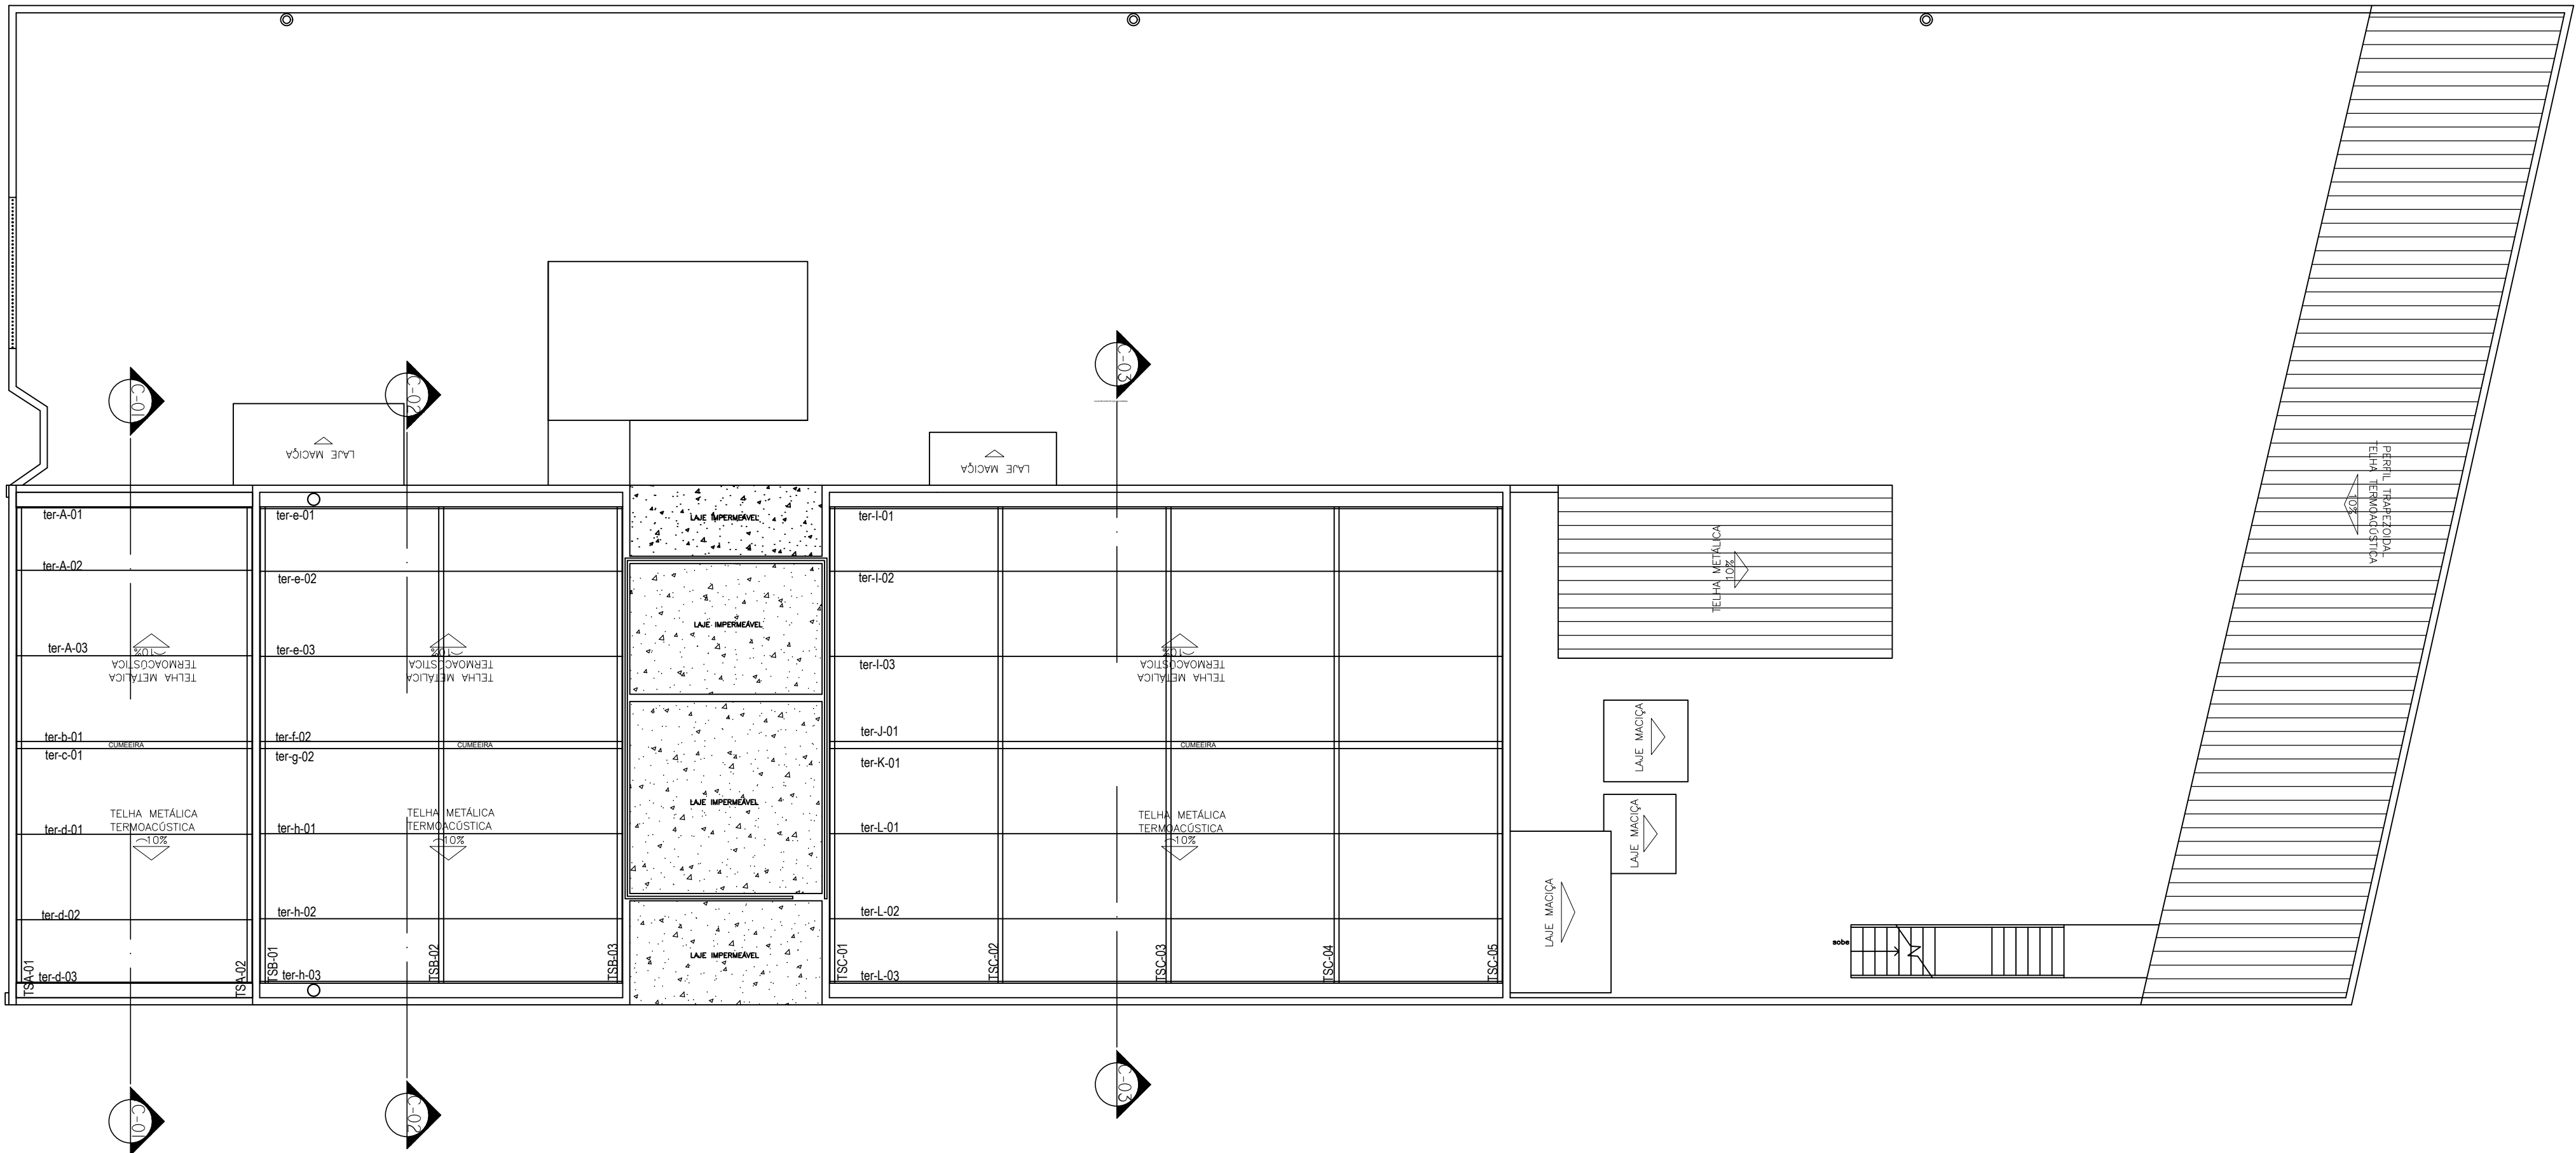 C-01
C-02
C-03
LAJE MACIÇA
LAJE MACIÇA
PERFIL TRAPEZOIDAL-
TELHA TERMOACÚSTICA
10%
ter-A-01
ter-A-02
ter-A-03
10%
TERMOACÚSTICA
TELHA METÁLICA
ter-b-01
CUMEEIRA
ter-c-01
TELHA METÁLICA
TERMOACÚSTICA
10%
ter-d-01
ter-d-02
ter-d-03
TSA-01
TSA-02
ter-e-01
ter-e-02
ter-e-03
10%
TERMOACÚSTICA
TELHA METÁLICA
ter-f-02
CUMEEIRA
ter-g-02
TELHA METÁLICA
TERMOACÚSTICA
10%
ter-h-01
ter-h-02
ter-h-03
TSB-01
TSB-02
TSB-03
LAJE IMPERMEÁVEL
LAJE IMPERMEÁVEL
LAJE IMPERMEÁVEL
LAJE IMPERMEÁVEL
ter-I-01
ter-I-02
ter-I-03
10%
TERMOACÚSTICA
TELHA METÁLICA
ter-J-01
CUMEEIRA
ter-K-01
TELHA METÁLICA
TERMOACÚSTICA
10%
ter-L-01
ter-L-02
ter-L-03
TSC-01
TSC-02
TSC-03
TSC-04
TSC-05
TELHA METÁLICA
10%
LAJE MACIÇA
LAJE MACIÇA
LAJE MACIÇA
sobe
C-01
C-02
C-03